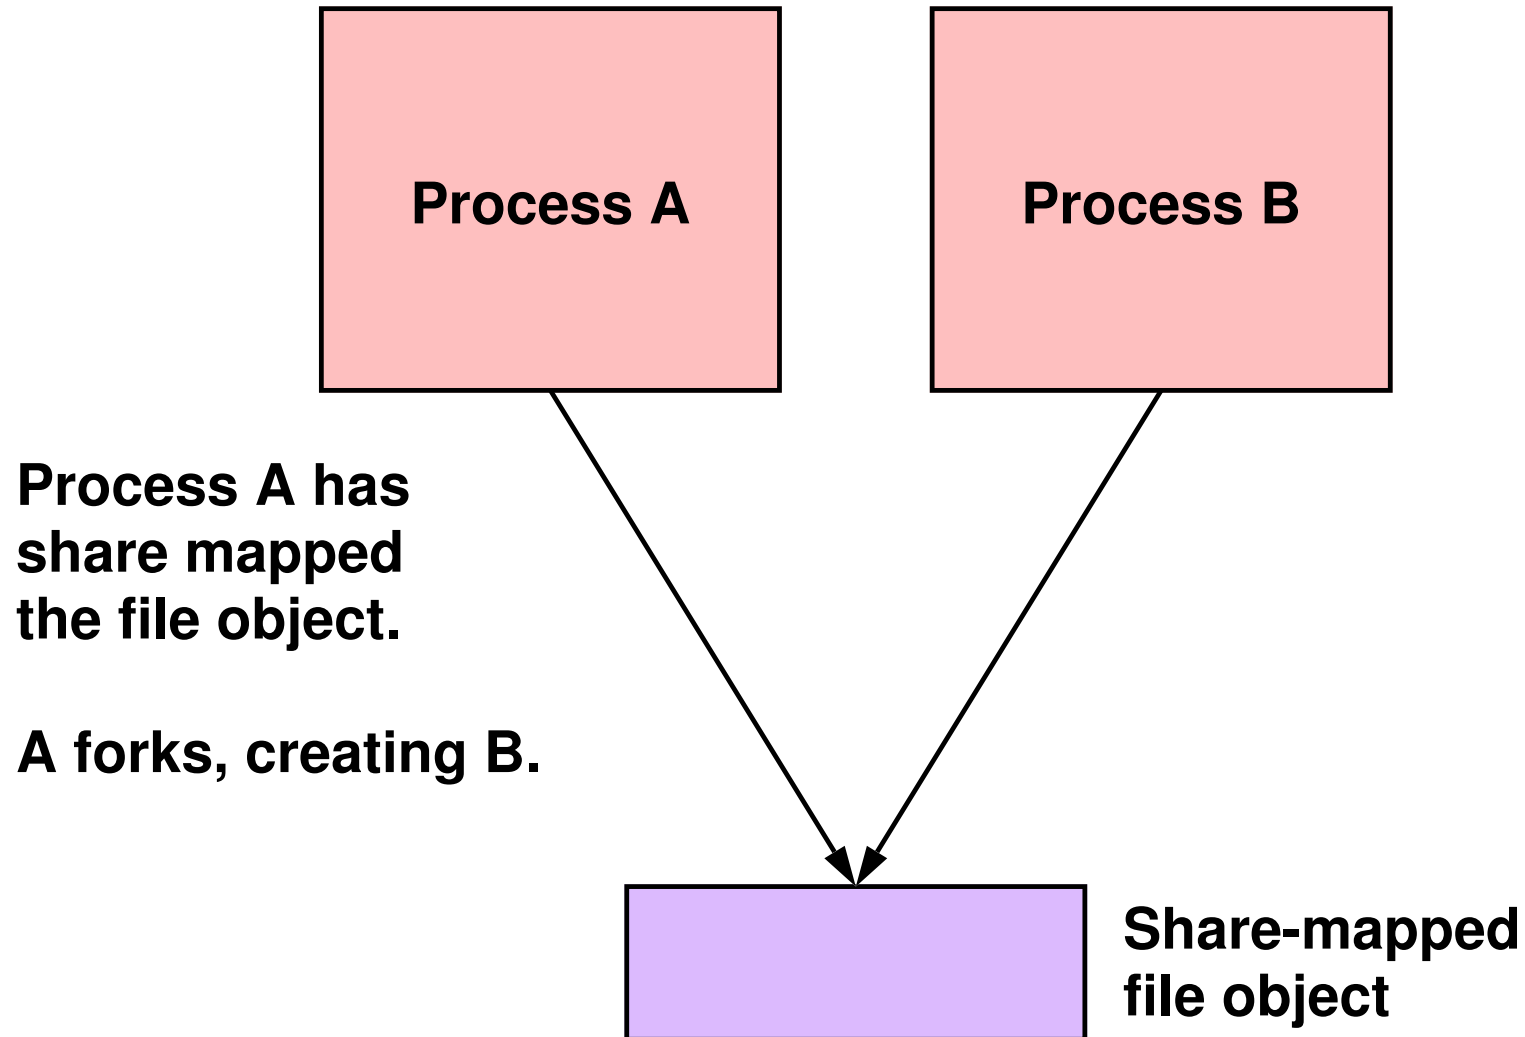 Process A
Process B
Process A has
share mapped
the file object.
A forks, creating B.
Share-mapped
file object